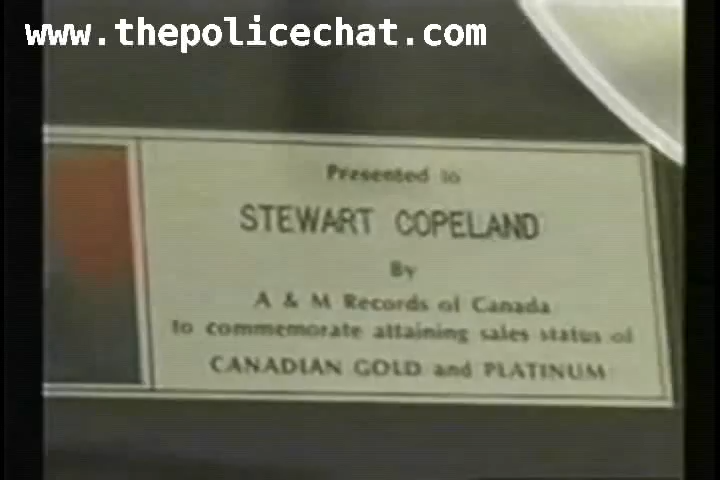 www.thepolicechat.com
Presented to
STEWART COPELAND
By
A & M Records of Canada
to commemorate attaining sales status of
CANADIAN GOLD and PLATINUM